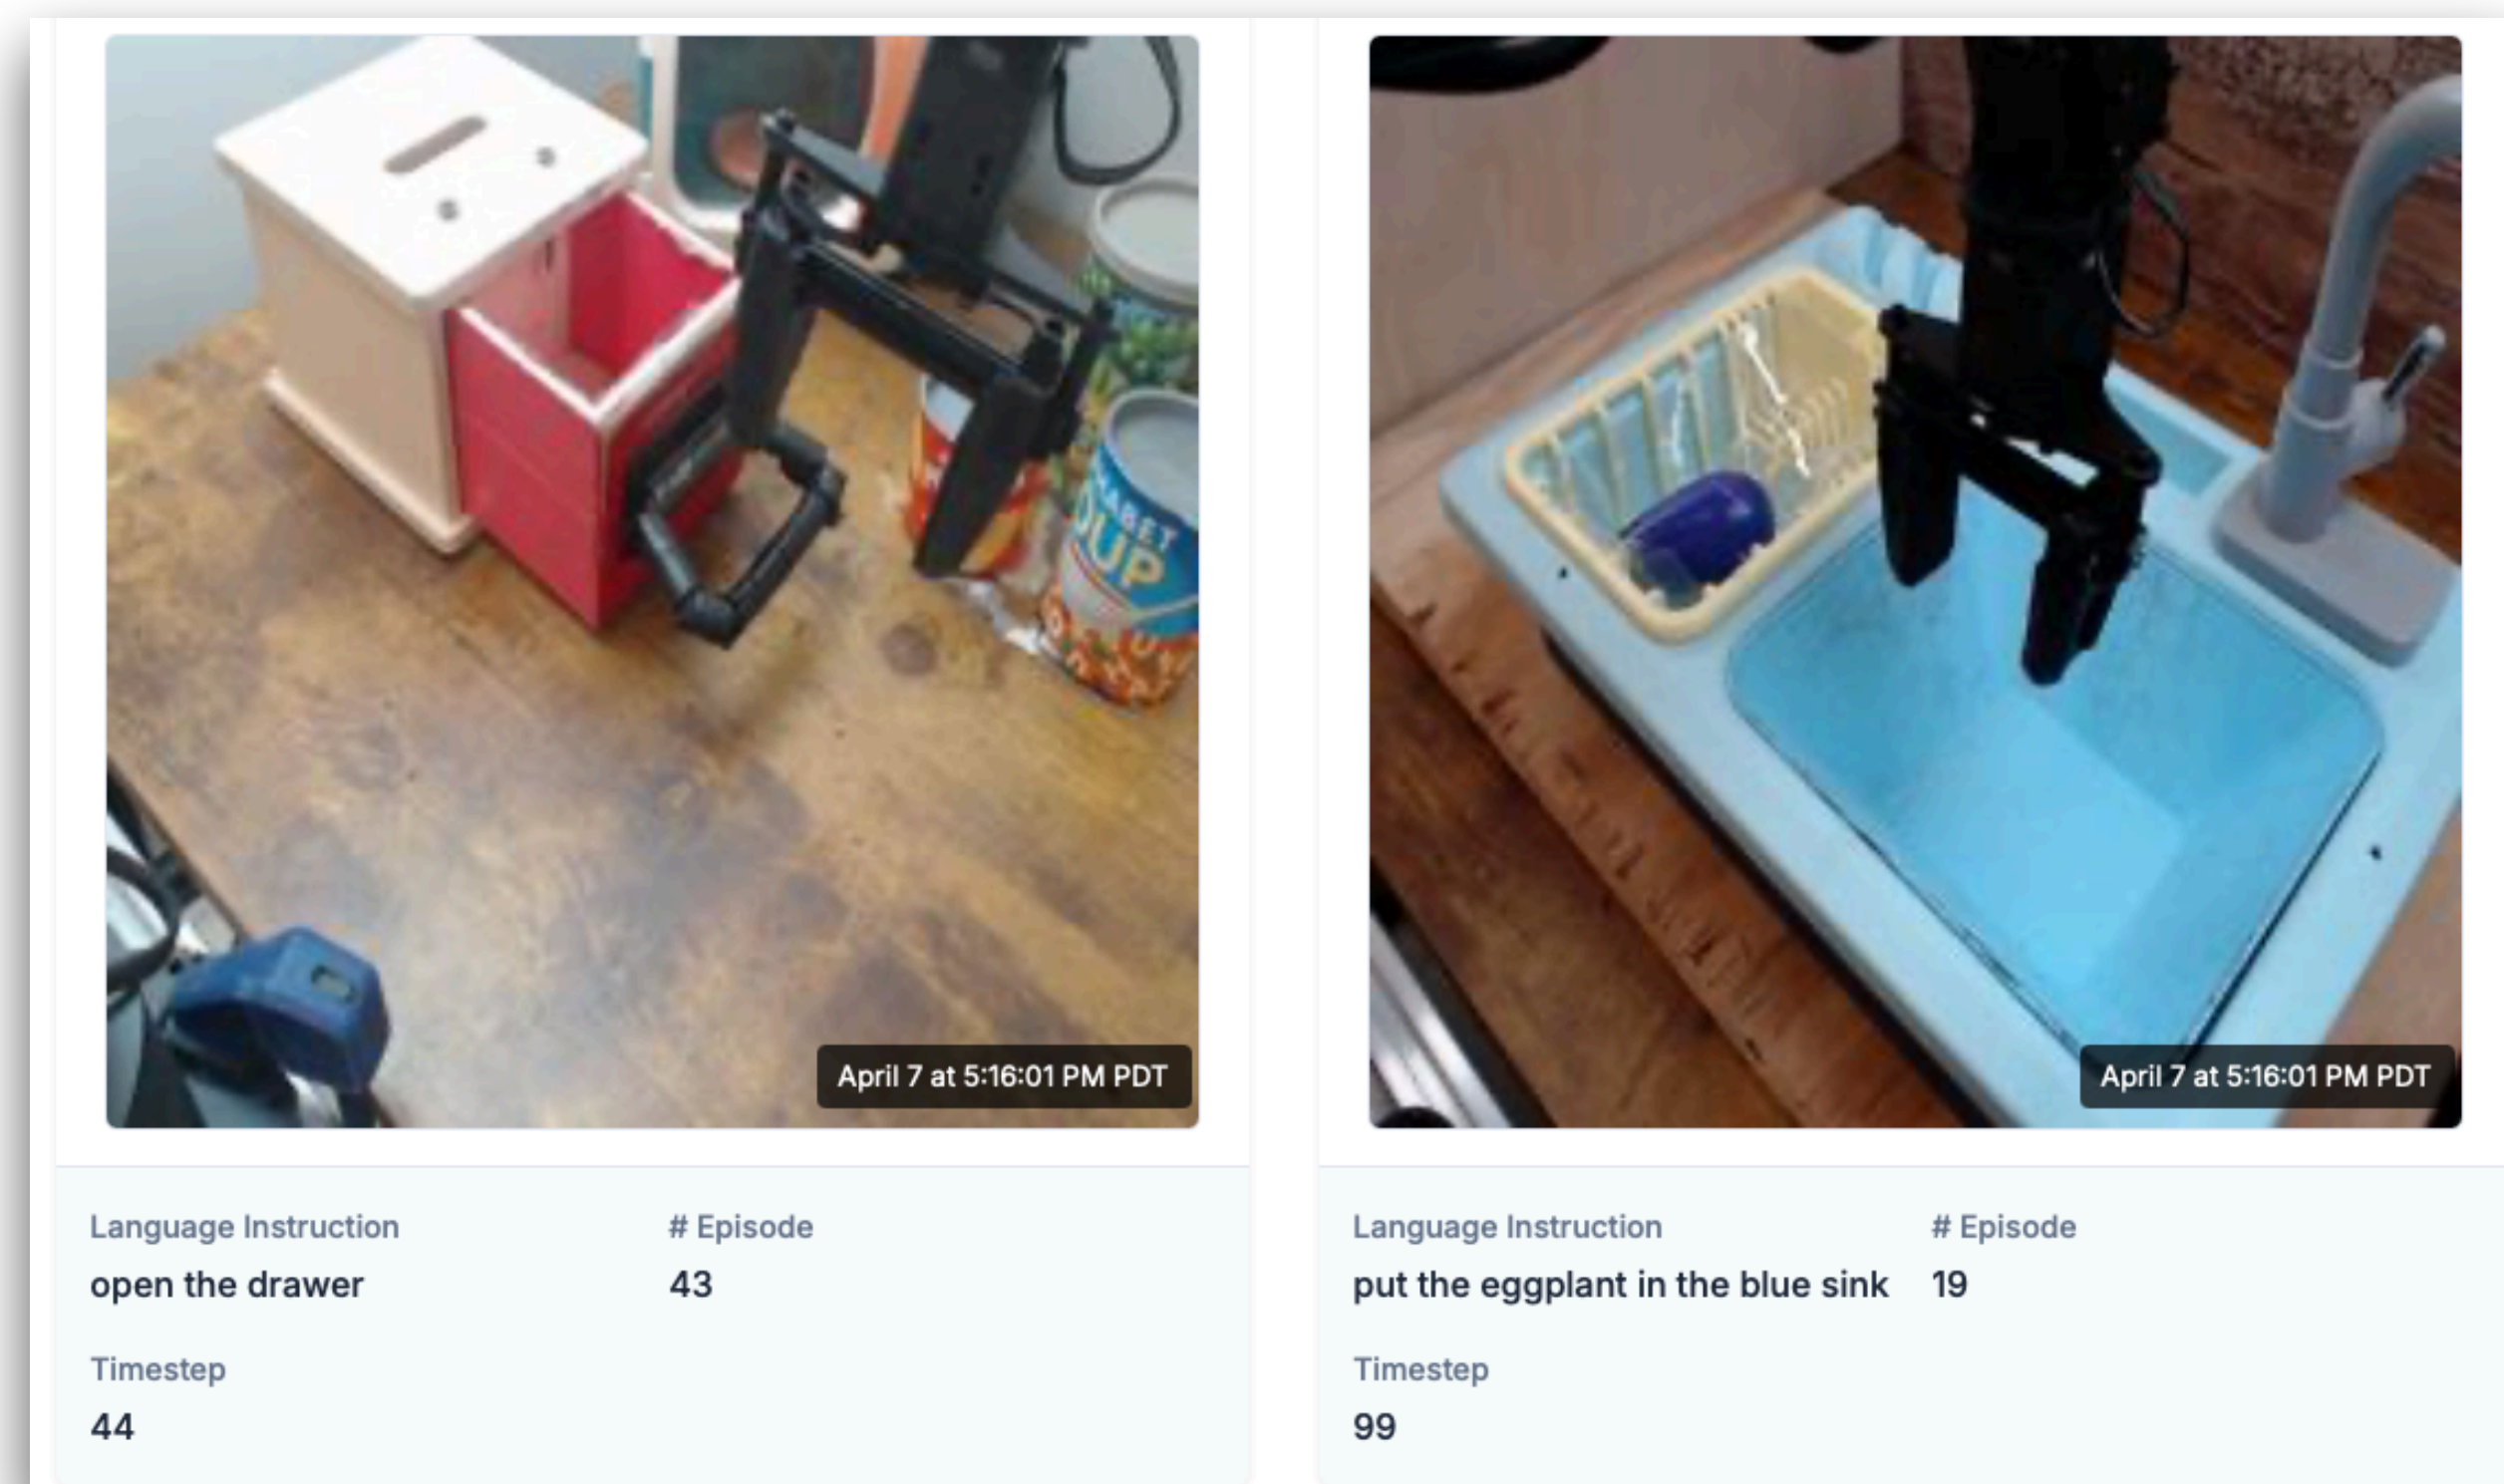 SOUP
April 7 at 5:16:01 PM PDT
April 7 at 5:16:01 PM PDT
Language Instruction
# Episode
open the drawer
43
Timestep
44
Language Instruction
# Episode
put the eggplant in the blue sink
19
Timestep
99